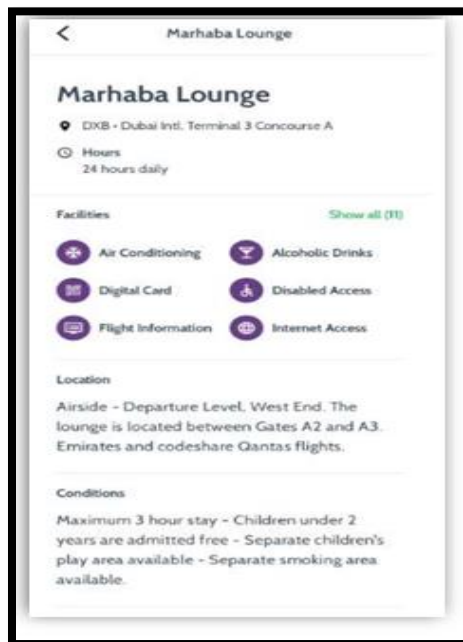 Marhaba Lounge
Marhaba Lounge
DXB - Dubai Intl. Terminal 3 Concourse A
Hours
24 hours daily
Facilities Show all (11)
Air Conditioning Alcoholic Drinks
Digital Card Disabled Access
Flight Information Internet Access
Location
Airside - Departure Level, West End. The
lounge is located between Gates A2 and A3.
Emirates and codeshare Qantas flights.
Conditions
Maximum 3 hour stay - Children under 2
years are admitted free - Separate children's
play area available - Separate smoking area
available.